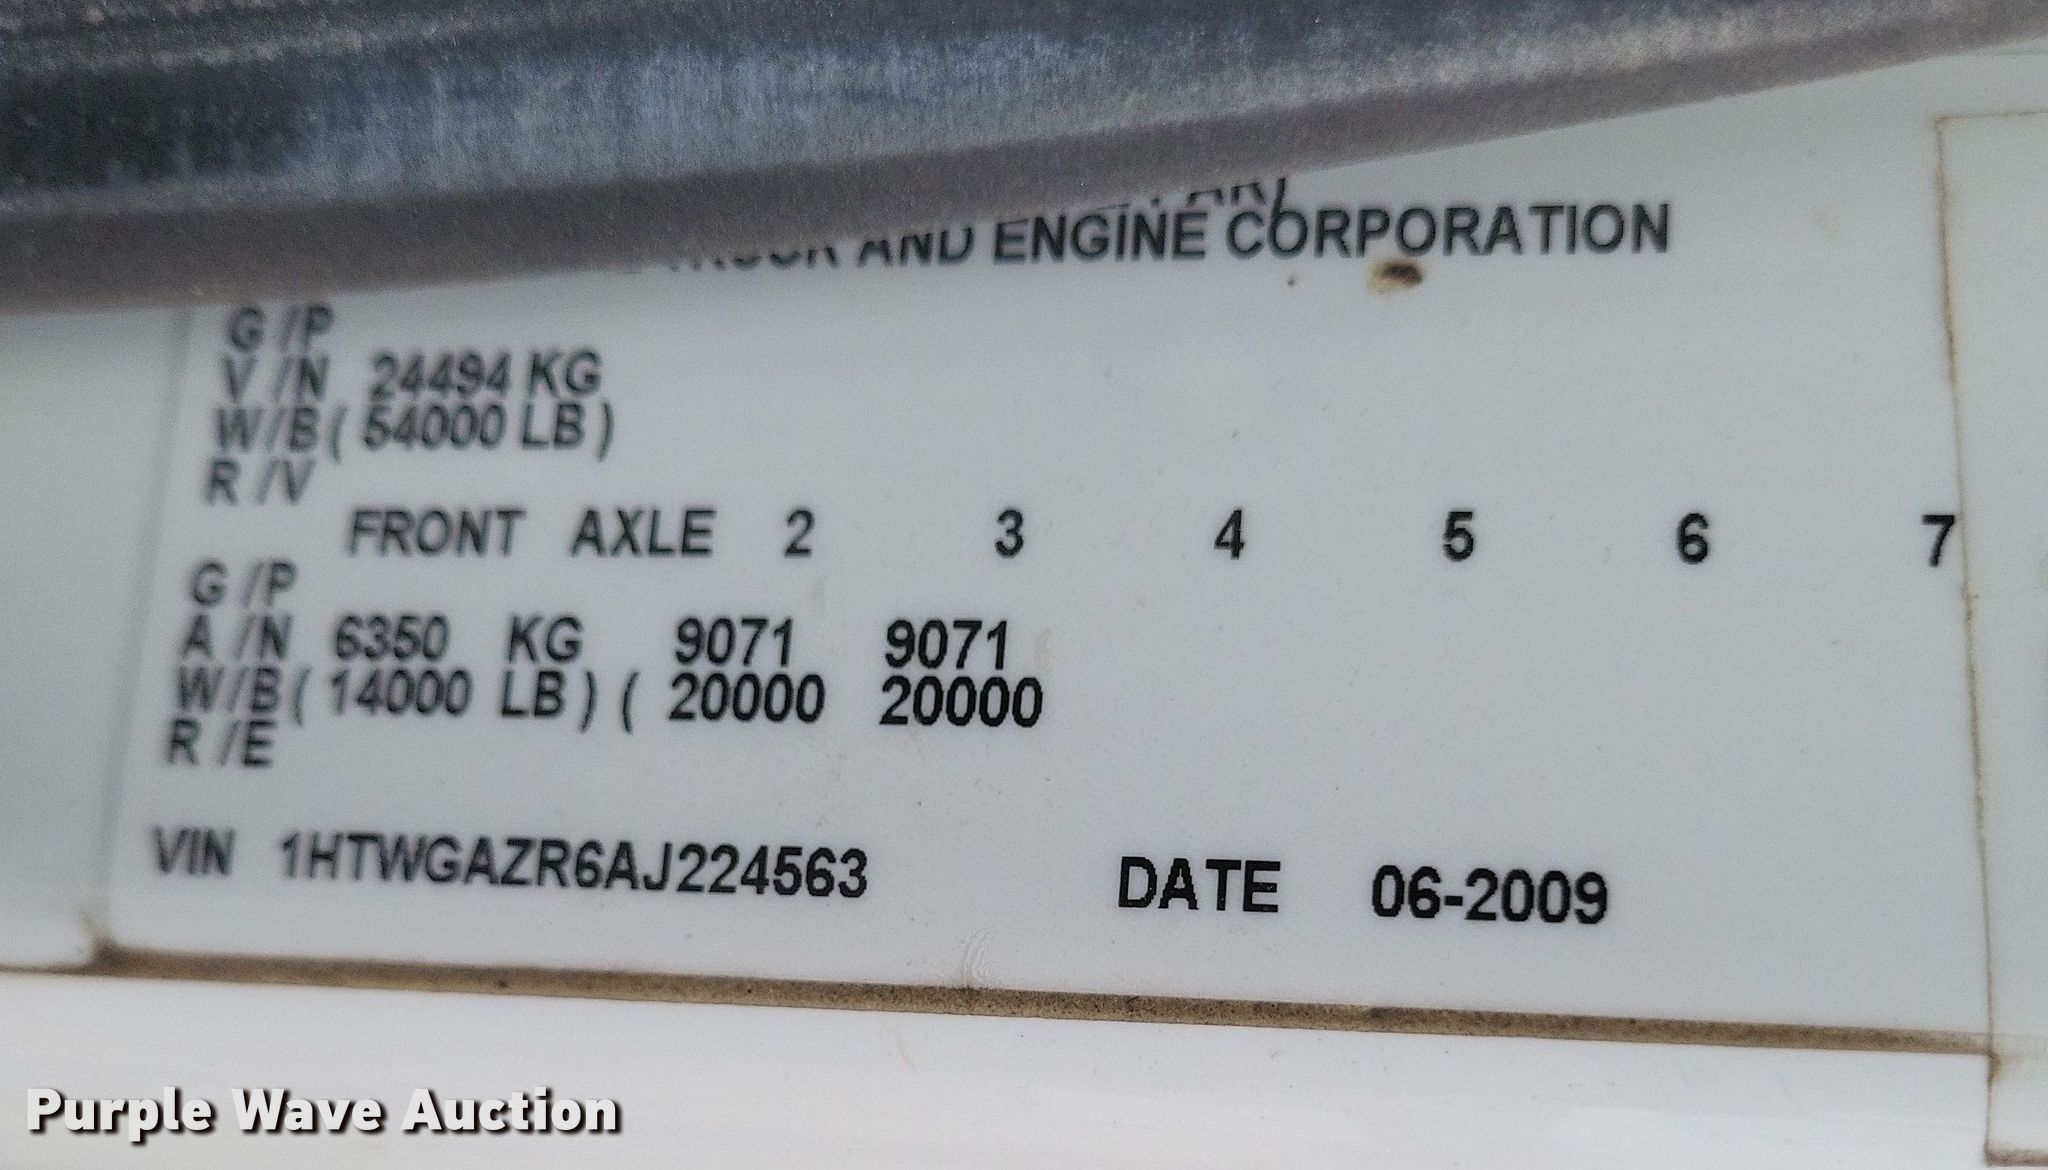 TRUCK AND ENGINE CORPORATION
G /P
V /N 24494 KG
W/B ( 54000 LB )
R /V
FRONT AXLE 2 3 4 5 6 7
G /P
A /N 6350 KG 9071 9071
W/B ( 14000 LB ) ( 20000 20000
R /E
VIN 1HTWGAZR6AJ224563 DATE 06-2009
Purple Wave Auction